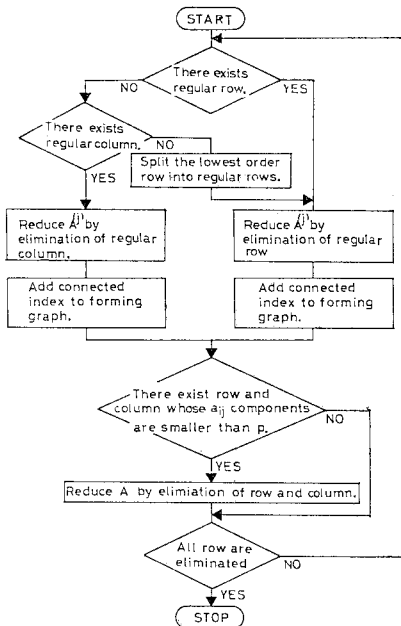 START
There exists
regular row.
NO
YES
There exists
regular column.
NO
YES
Split the lowest order
row into regular rows.
Reduce A(j) by
elimination of regular
column.
Reduce A(j) by
elimination of regular
row
Add connected
index to forming
graph.
Add connected
index to forming
graph.
There exist row and
column whose aij components
are smaller than p.
NO
YES
Reduce A by elimiation of row and column.
All row are
eliminated
NO
YES
STOP